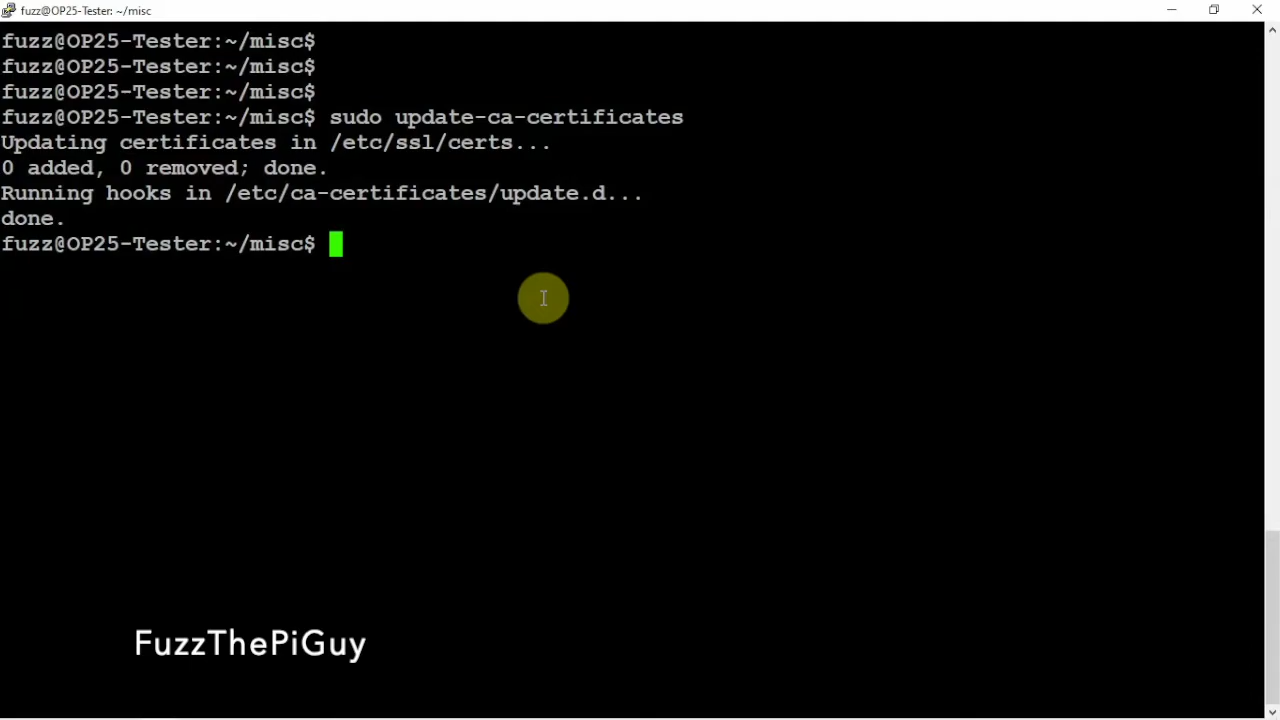 fuzz@OP25-Tester: ~/misc
fuzz@OP25-Tester:~/misc$
fuzz@OP25-Tester:~/misc$
fuzz@OP25-Tester:~/misc$
fuzz@OP25-Tester:~/misc$ sudo update-ca-certificates
Updating certificates in /etc/ssl/certs...
0 added, 0 removed; done.
Running hooks in /etc/ca-certificates/update.d...
done.
fuzz@OP25-Tester:~/misc$
FuzzThePiGuy